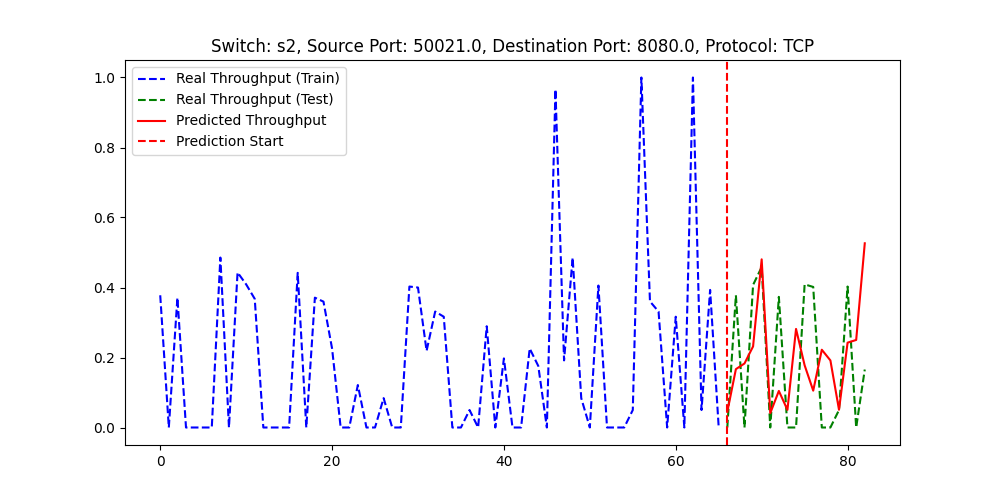 Switch: s2, Source Port: 50021.0, Destination Port: 8080.0, Protocol: TCP
Real Throughput (Train)
Real Throughput (Test)
Predicted Throughput
Prediction Start
1.0
0.8
0.6
0.4
0.2
0.0
0 20 40 60 80